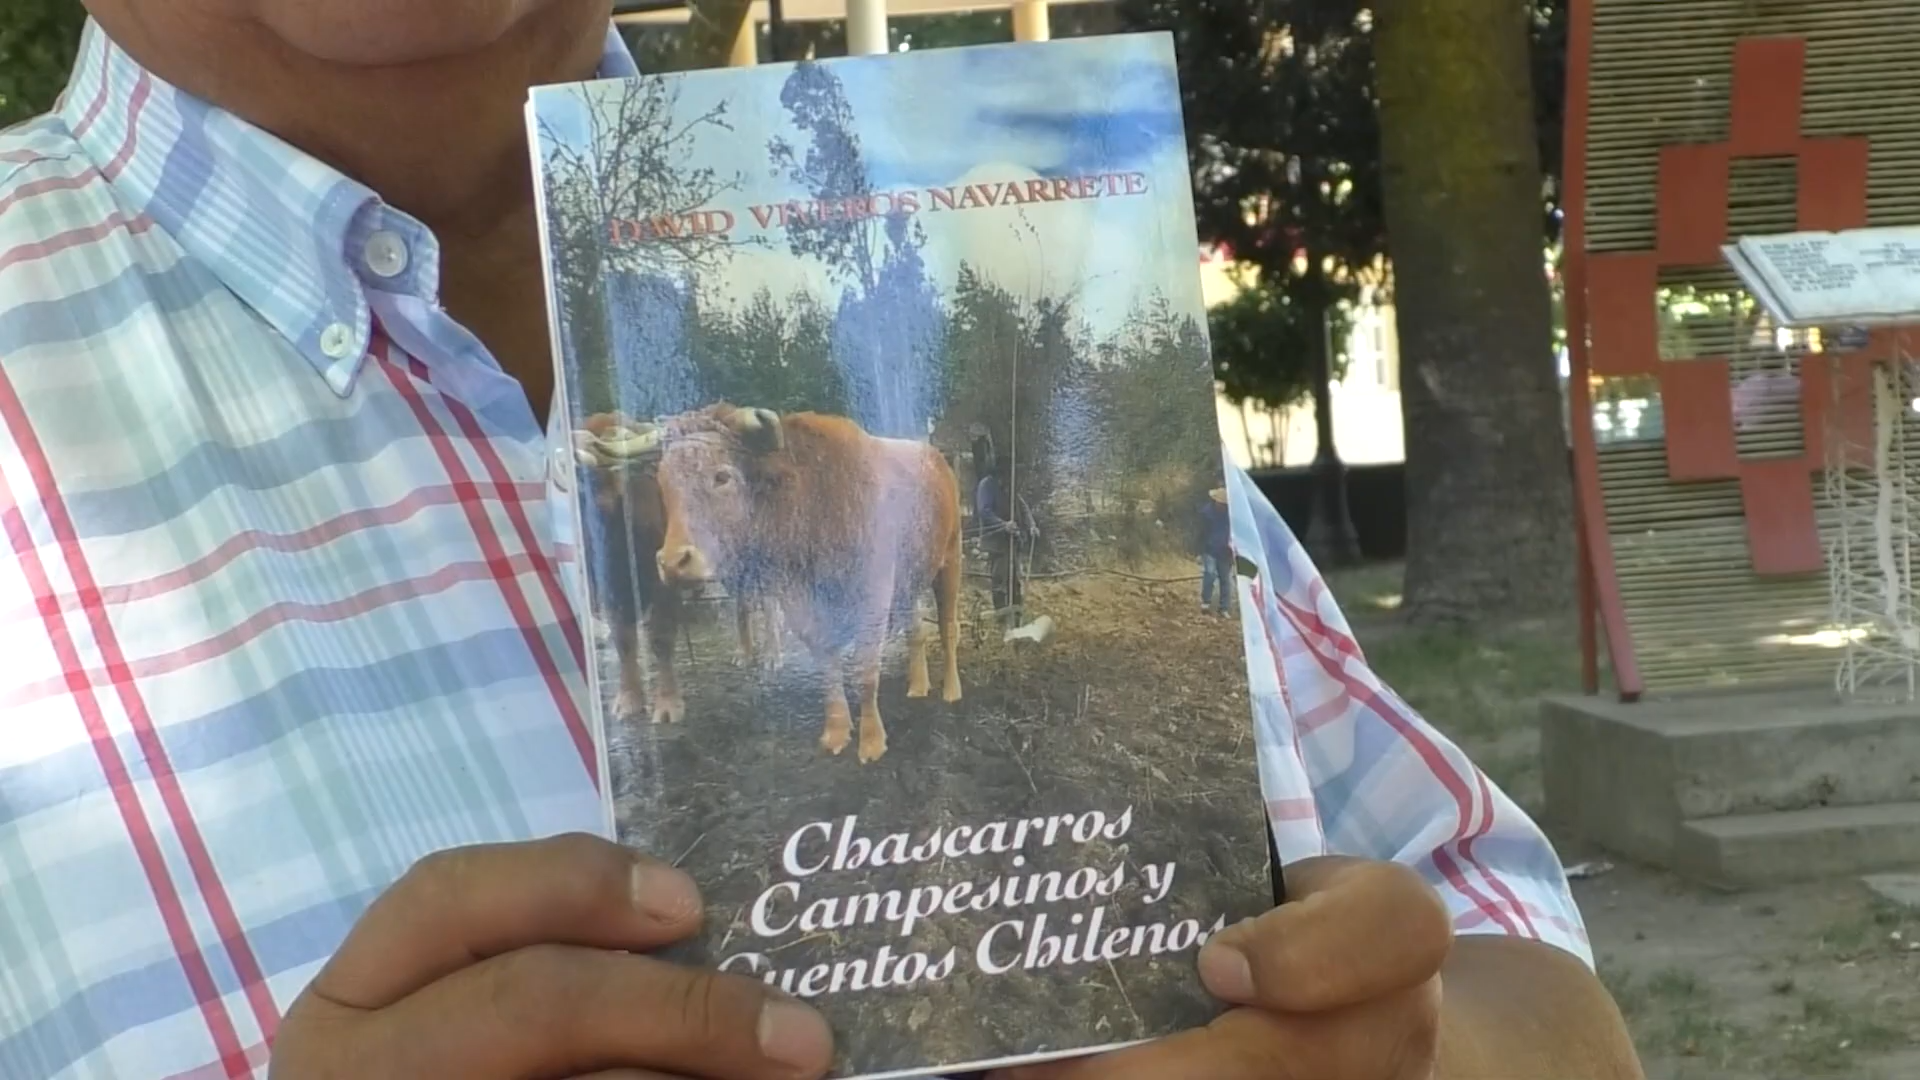 DAVID VIVEROS NAVARRETE
Chascarros
Campesinos y
Cuentos Chilenos